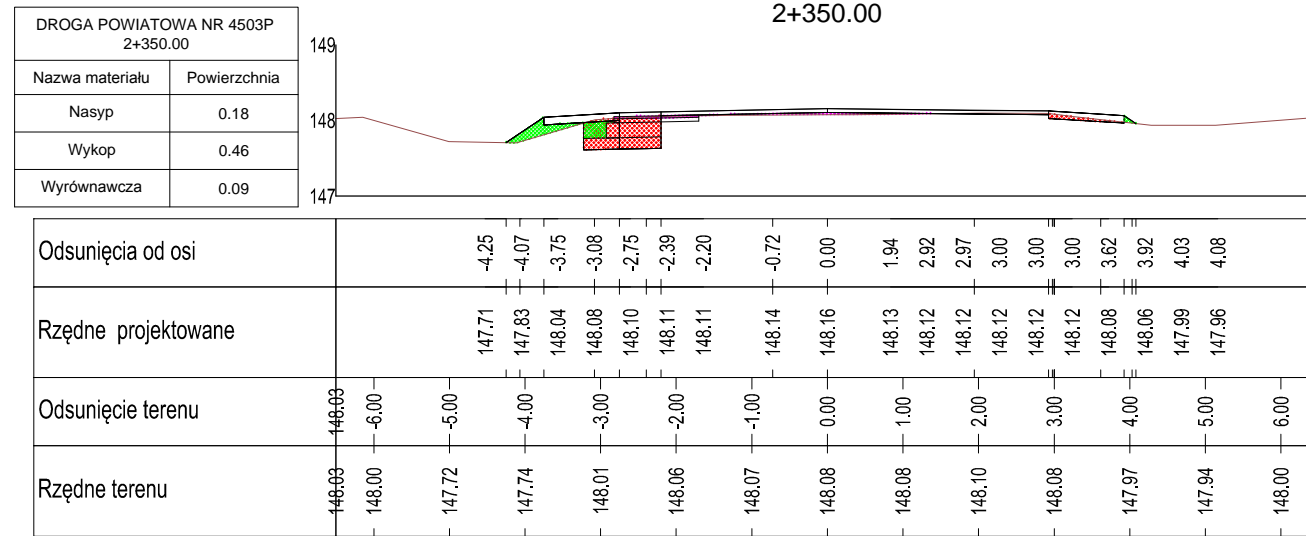 2+350.00
DROGA POWIATOWA NR 4503P
2+350.00
Nazwa materiału Powierzchnia
Nasyp 0.18
Wykop 0.46
Wyrównawcza 0.09
149
148
147
Odsunięcia od osi -4.25 -4.07 -3.75 -3.08 -2.75 -2.39 -2.20 -0.72 0.00 1.94 2.92 2.97 3.00 3.00 3.00 3.62 3.92 4.03 4.08
Rzędne projektowane 147.71 147.83 148.04 148.08 148.10 148.11 148.11 148.14 148.16 148.13 148.12 148.12 148.12 148.12 148.12 148.08 148.06 147.99 147.96
Odsunięcie terenu 148.03 -6.00 -5.00 -4.00 -3.00 -2.00 -1.00 0.00 1.00 2.00 3.00 4.00 5.00 6.00
Rzędne terenu 148.03 148.00 147.72 147.74 148.01 148.06 148.07 148.08 148.08 148.10 148.08 147.97 147.94 148.00